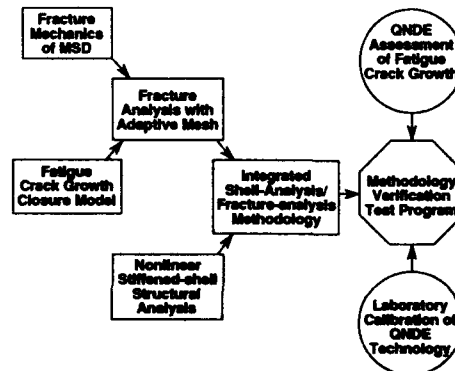 Fracture
Mechanics
of MSD
Fracture
Analysis with
Adaptive Mesh
Fatigue
Crack Growth
Closure Model
Integrated
Shell-Analysis/
Fracture-analysis
Methodology
Nonlinear
Stiffened-shell
Structural
Analysis
QNDE
Assessment
of Fatigue
Crack Growth
Methodology
Verification
Test Program
Laboratory
Calibration of
QNDE
Technology